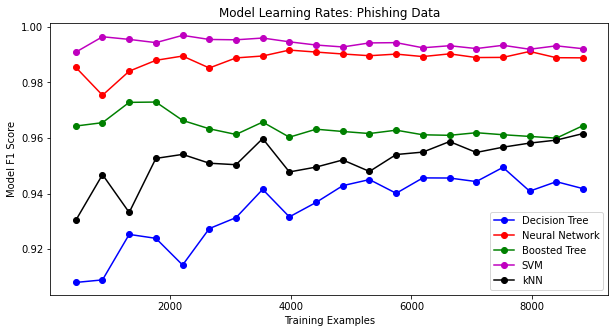 Model Learning Rates: Phishing Data
Model F1 Score
1.00
0.98
0.96
0.94
0.92
2000
4000
6000
8000
Training Examples
Decision Tree
Neural Network
Boosted Tree
SVM
kNN